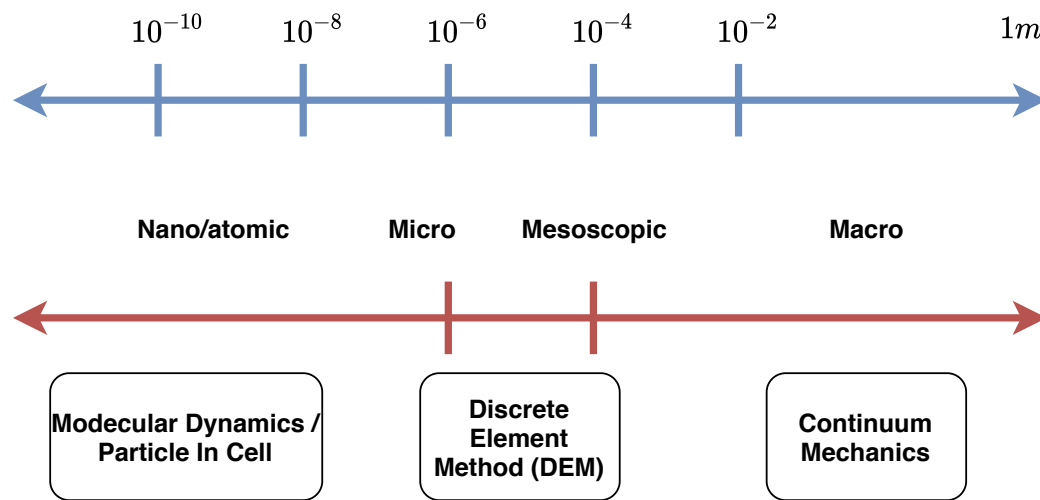 10^{-10} 10^{-8} 10^{-6} 10^{-4} 10^{-2} 1m
Nano/atomic Micro Mesoscopic Macro
Modecular Dynamics /
Particle In Cell
Discrete
Element
Method (DEM)
Continuum
Mechanics